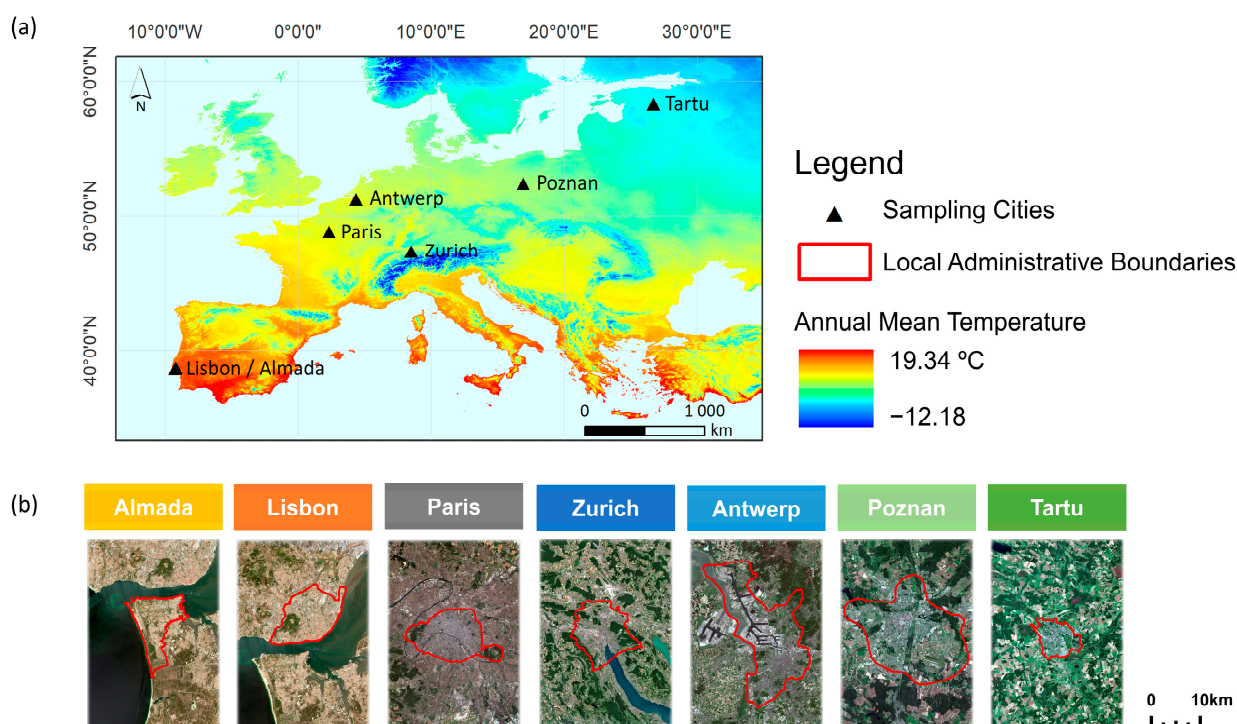 (a)
10°0'0"W 0°0'0" 10°0'0"E 20°0'0"E 30°0'0"E
60°0'0"N
50°0'0"N
40°0'0"N
N
Tartu
Poznan
Antwerp
Paris
Zurich
Lisbon / Almada
0 1 000
km
Legend
Sampling Cities
Local Administrative Boundaries
Annual Mean Temperature
19.34 ºC
−12.18
(b)
Almada Lisbon Paris Zurich Antwerp Poznan Tartu
0 10km